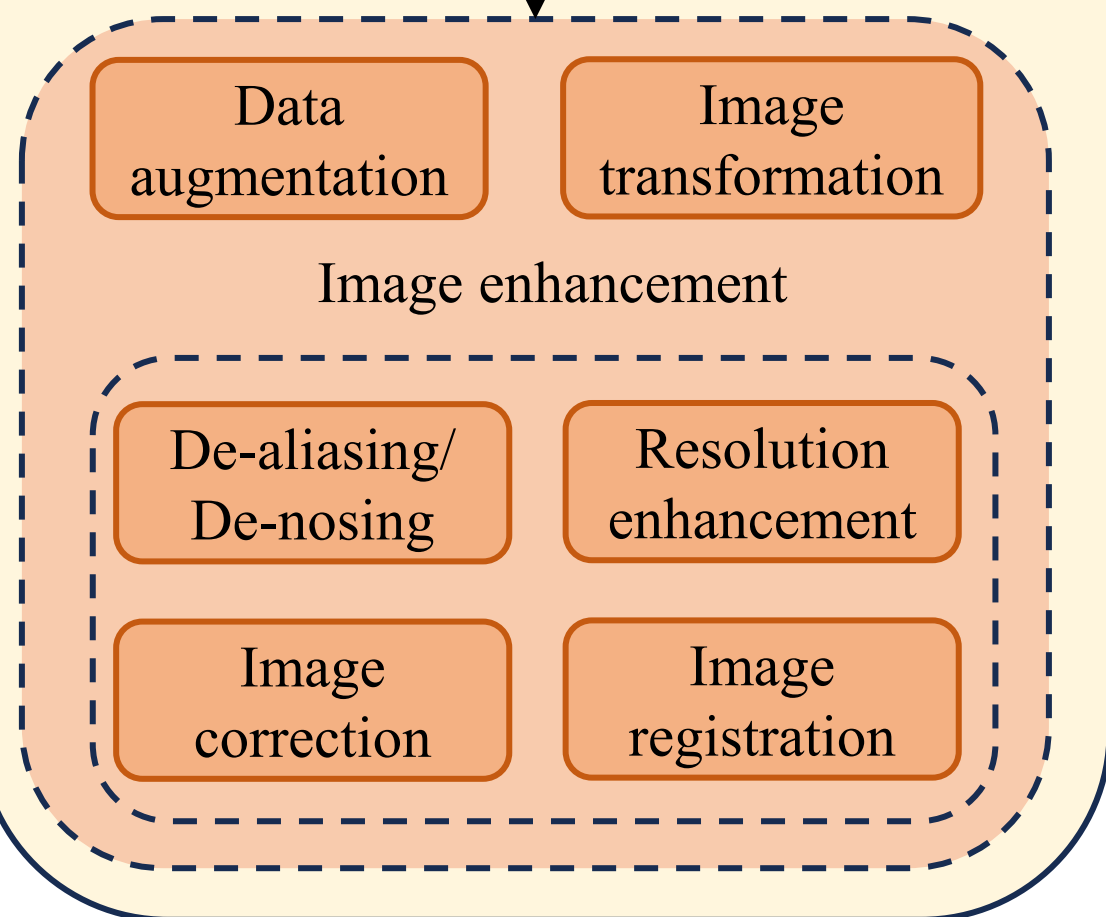 Data
augmentation
Image
transformation
Image enhancement
De-aliasing/
De-nosing
Resolution
enhancement
Image
correction
Image
registration